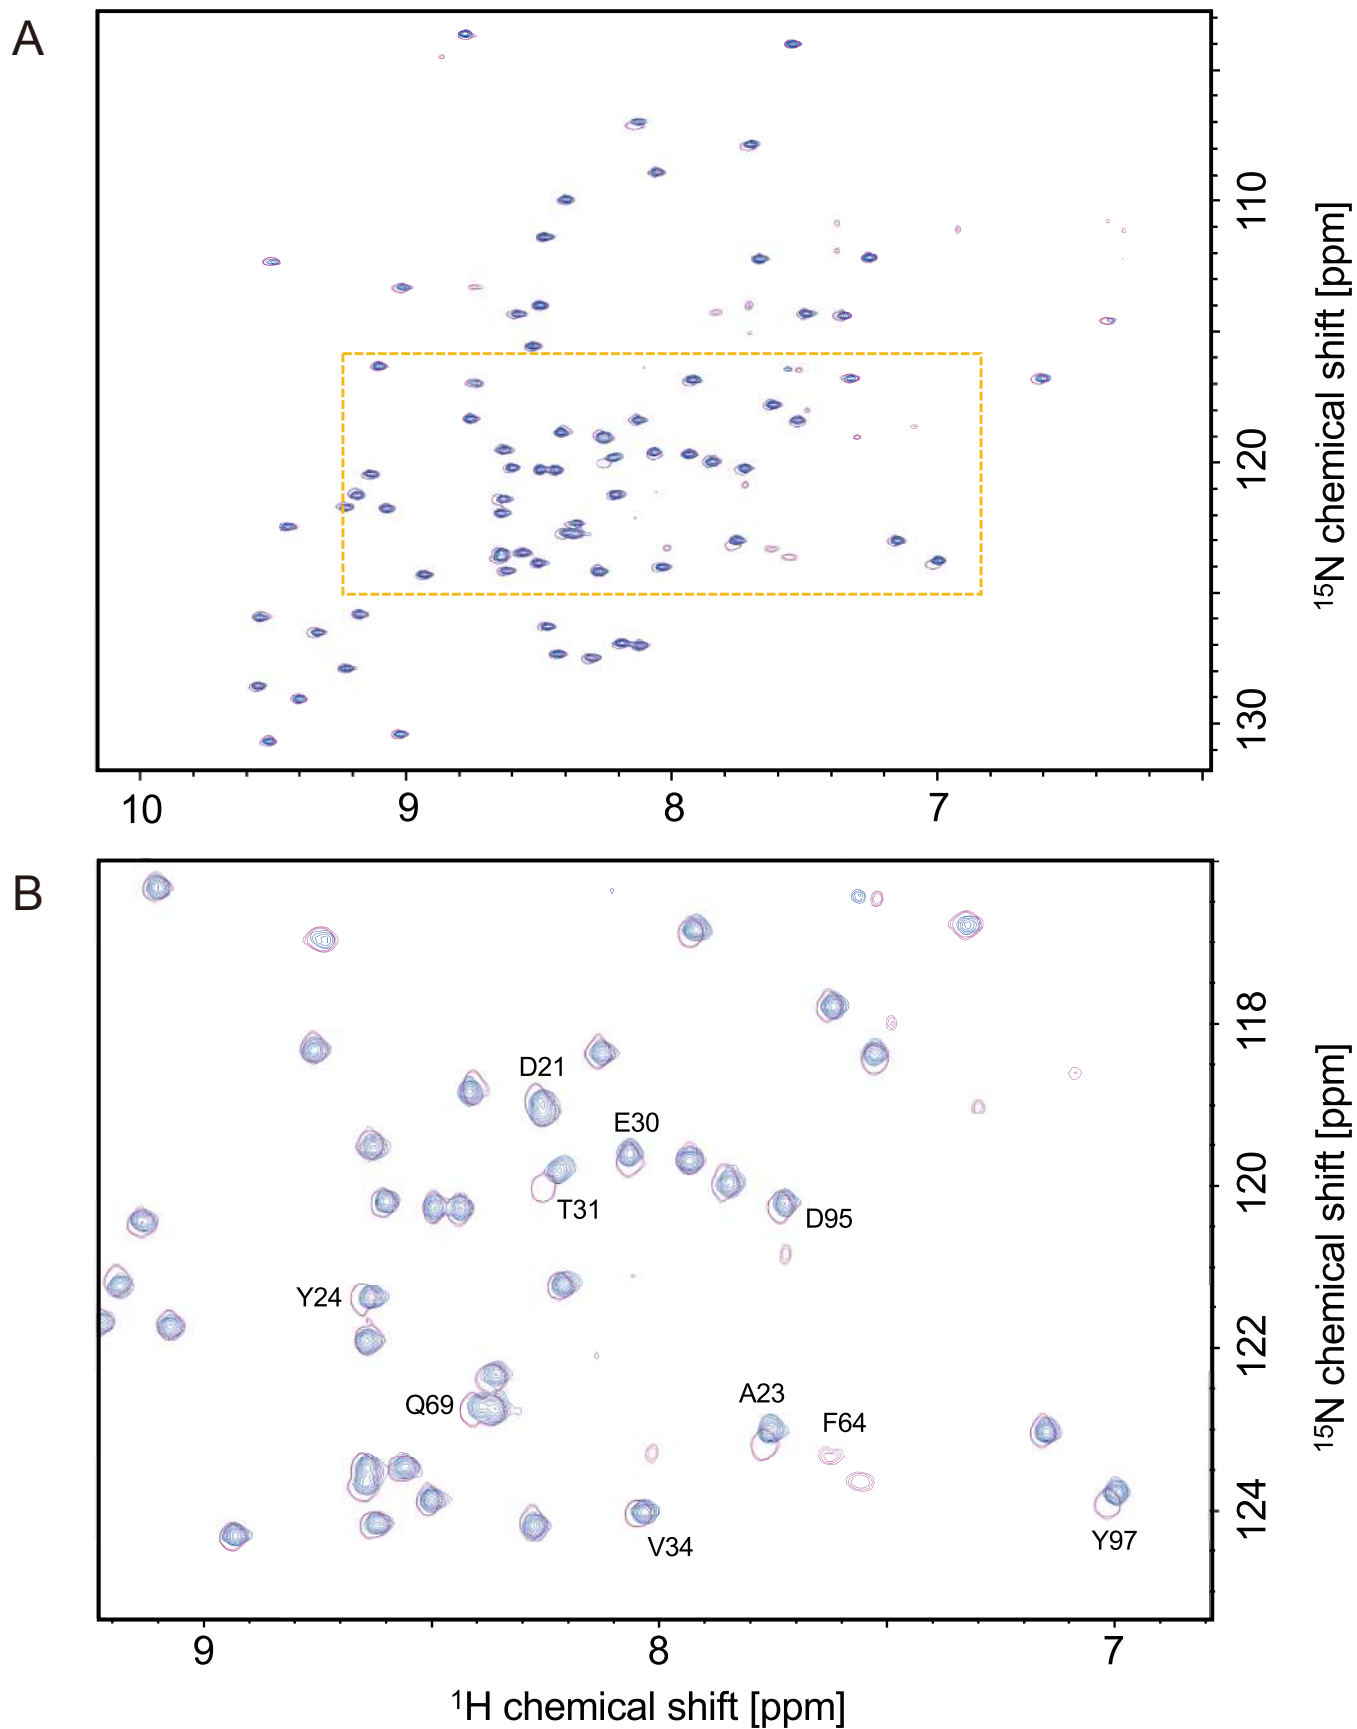 A
110
120
130
¹⁵N chemical shift [ppm]
10 9 8 7
B
D21
E30
T31
D95
Y24
Q69
A23
F64
V34
Y97
118
120
122
124
¹⁵N chemical shift [ppm]
9 8 7
¹H chemical shift [ppm]